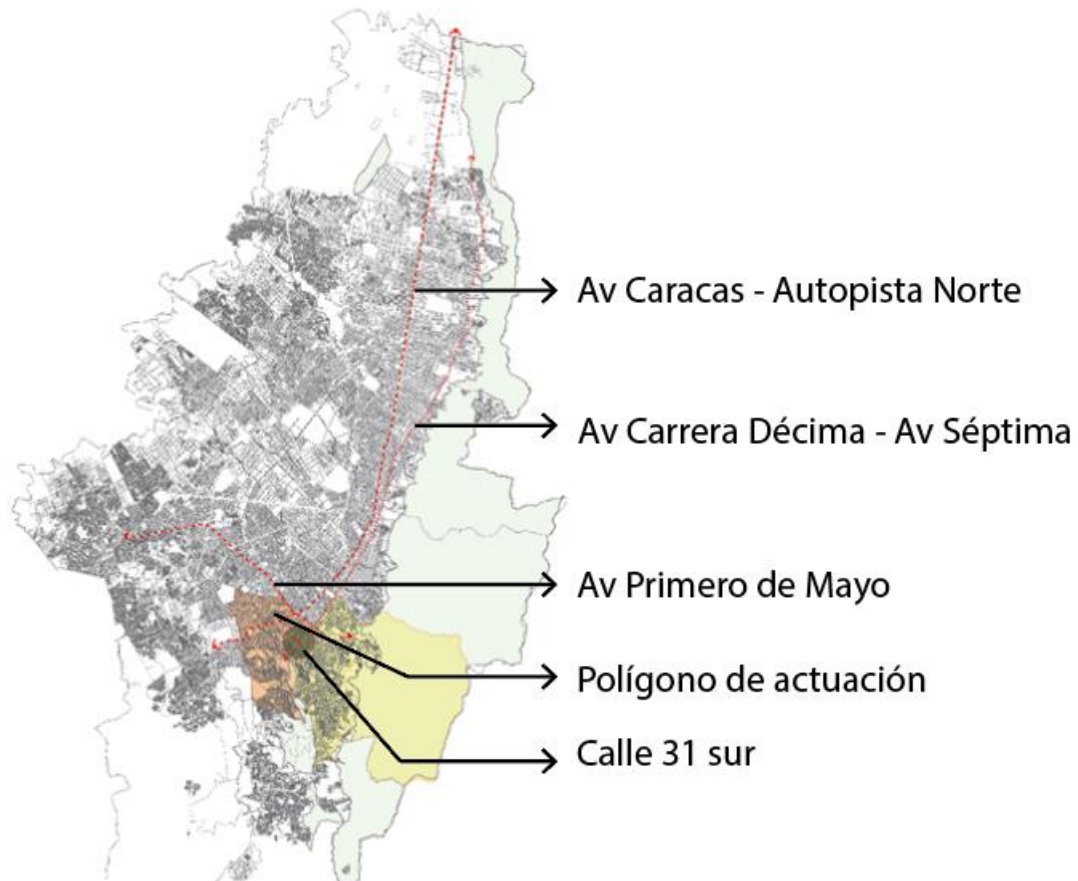 Av Caracas - Autopista Norte
Av Carrera Décima - Av Séptima
Av Primero de Mayo
Polígono de actuación
Calle 31 sur